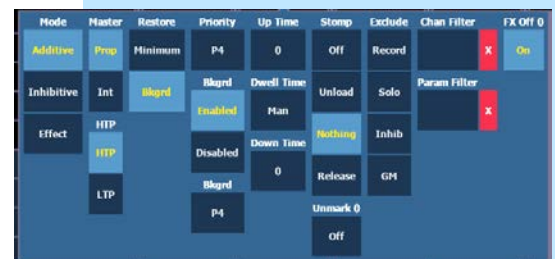 Mode Master Restore Priority Up Time Stomp Exclude Chan Filter FX Off 0
Additive Prop Minimum P4 0 Off Record X On
Bkgrd Dwell Time Param Filter
Inhibitive Int Bkgrd Enabled Man Unload Solo X
HTP Down Time
Effect HTP Disabled 0 Nothing Inhib
Bkgrd Release GM
LTP P4 Unmark 0
Off